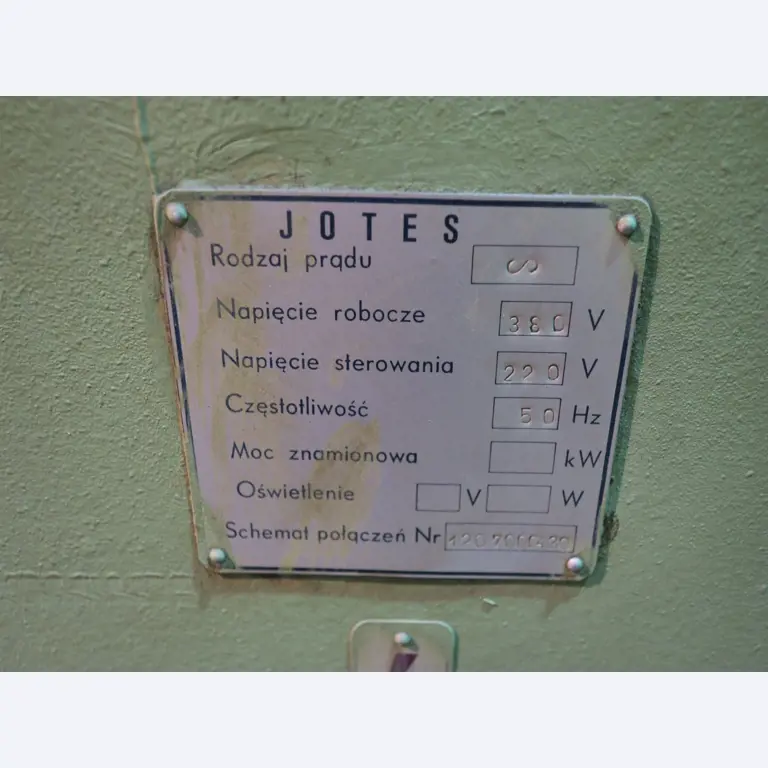 JOTES
Rodzaj prądu ~
Napięcie robocze 380 V
Napięcie sterowania 220 V
Częstotliwość 50 Hz
Moc znamionowa kW
Oświetlenie V W
Schemat połączeń Nr